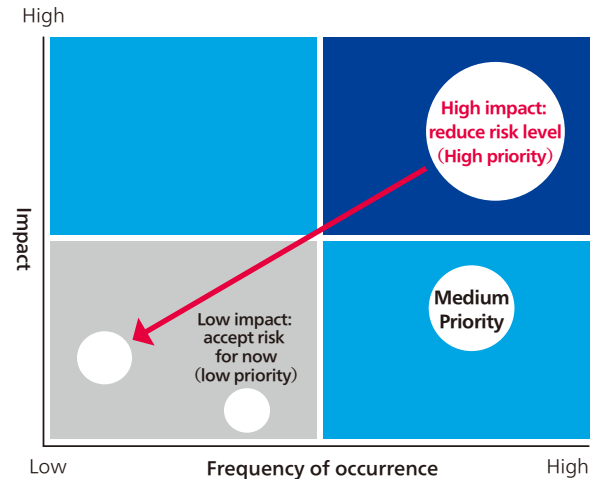 High
High impact:
reduce risk level
(High priority)
Impact
Medium
Priority
Low impact:
accept risk
for now
(low priority)
Low
Frequency of occurrence
High